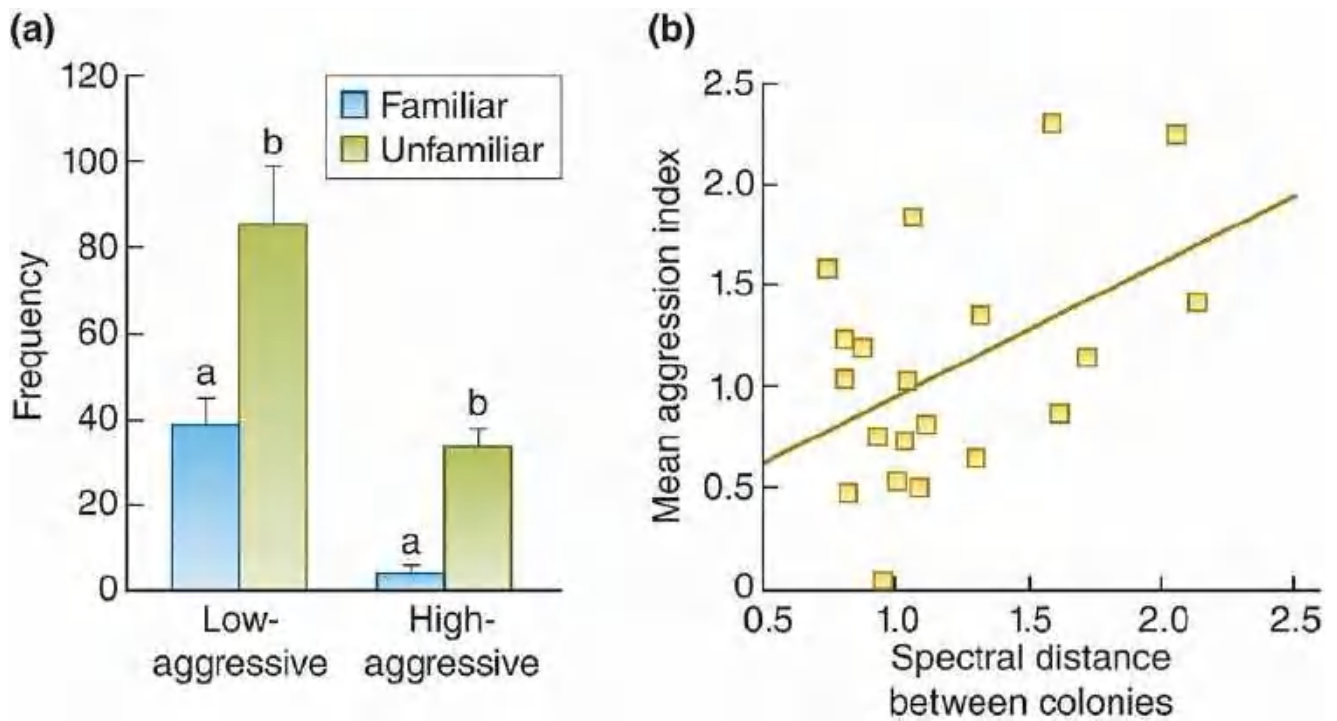 (a)
120
100
80
60
40
20
0
Frequency
Familiar
Unfamiliar
a
b
a
b
Low-
aggressive
High-
aggressive
(b)
2.5
2.0
1.5
1.0
0.5
0
Mean aggression index
0.5
1.0
1.5
2.0
2.5
Spectral distance
between colonies